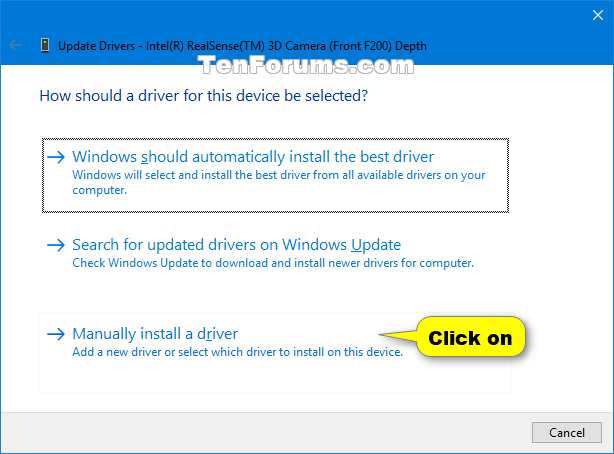 Update Drivers - Intel(R) RealSense(TM) 3D Camera (Front F200) Depth
TenForums.com
How should a driver for this device be selected?
Windows should automatically install the best driver
Windows will select and install the best driver from all available drivers on your
computer.
Search for updated drivers on Windows Update
Check Windows Update to download and install newer drivers for computer.
Manually install a driver
Add a new driver or select which driver to install on this device.
Click on
Cancel